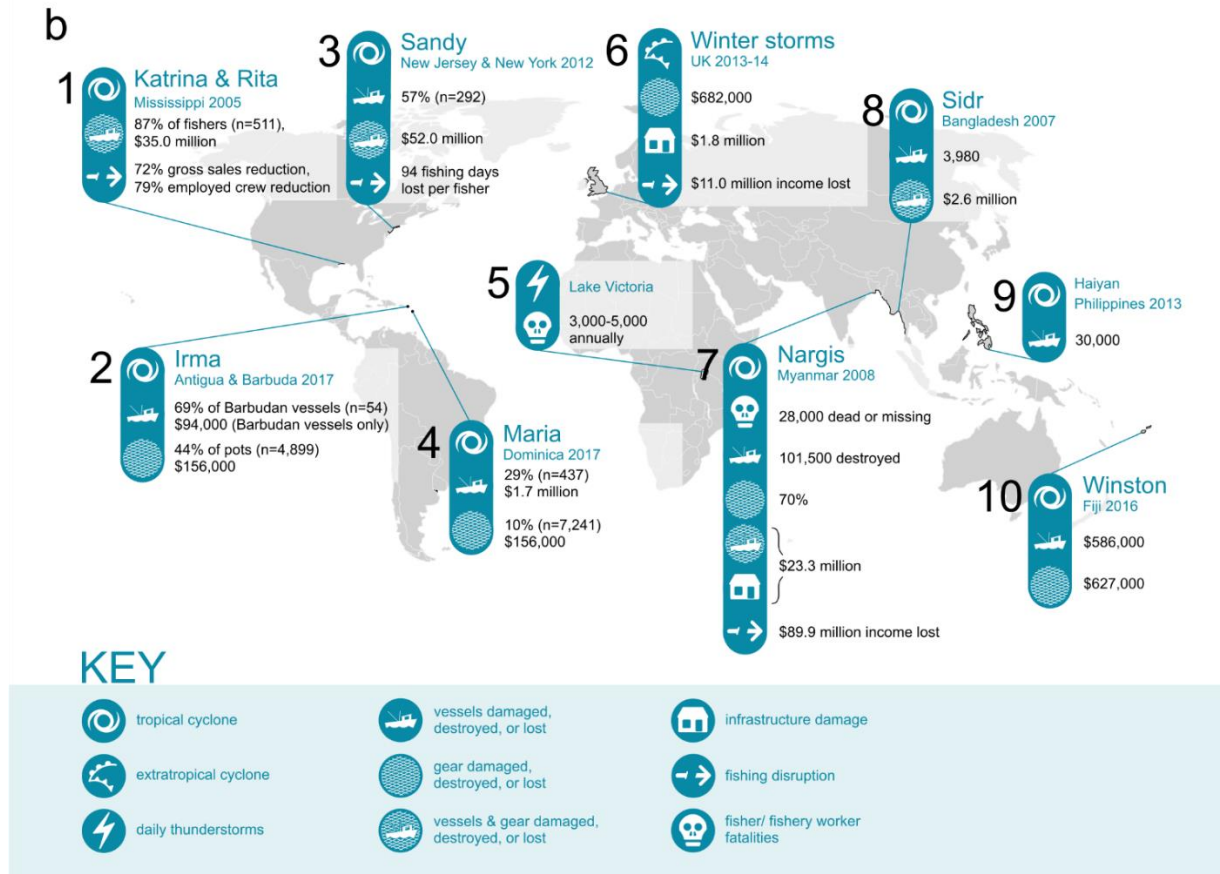 b
1
Katrina & Rita
Mississippi 2005
87% of fishers (n=511),
$35.0 million
72% gross sales reduction,
79% employed crew reduction
3
Sandy
New Jersey & New York 2012
57% (n=292)
$52.0 million
94 fishing days
lost per fisher
6
Winter storms
UK 2013-14
$682,000
$1.8 million
$11.0 million income lost
8
Sidr
Bangladesh 2007
3,980
$2.6 million
5
Lake Victoria
3,000-5,000
annually
9
Haiyan
Philippines 2013
30,000
2
Irma
Antigua & Barbuda 2017
69% of Barbudan vessels (n=54)
$94,000 (Barbudan vessels only)
44% of pots (n=4,899)
$156,000
4
Maria
Dominica 2017
29% (n=437)
$1.7 million
10% (n=7,241)
$156,000
7
Nargis
Myanmar 2008
28,000 dead or missing
101,500 destroyed
70%
$23.3 million
$89.9 million income lost
10
Winston
Fiji 2016
$586,000
$627,000
KEY
tropical cyclone
extratropical cyclone
daily thunderstorms
vessels damaged,
destroyed, or lost
gear damaged,
destroyed, or lost
vessels & gear damaged,
destroyed, or lost
infrastructure damage
fishing disruption
fisher/ fishery worker
fatalities